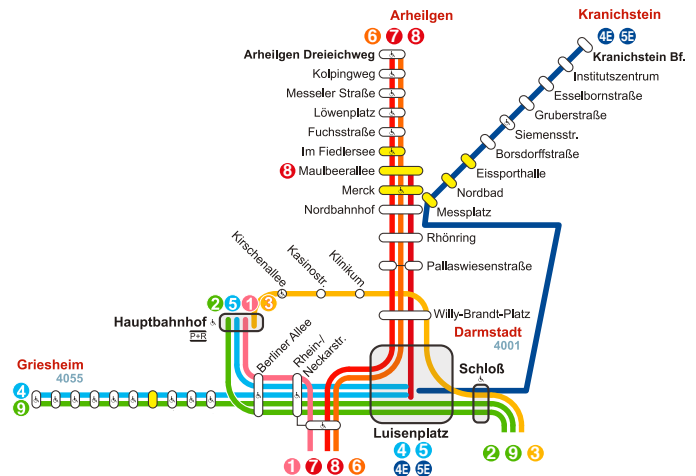 Arheilgen
6 7 8
Kranichstein
4E 5E
Arheilgen Dreieichweg
Kolpingweg
Messeler Straße
Löwenplatz
Fuchsstraße
Im Fiedlersee
8 Maulbeerallee
Merck
Nordbahnhof
Kranichstein Bf.
Institutszentrum
Esselbornstraße
Gruberstraße
Siemensstr.
Borsdorffstraße
Eissporthalle
Nordbad
Messplatz
Rhönring
Pallaswiesenstraße
Willy-Brandt-Platz
Kirschenallee
Kasinostr.
Klinikum
2 5 1 3
Hauptbahnhof
P+R
Berliner Allee
Rhein-/
Neckarstr.
Darmstadt
4001
Schloß
Griesheim
4055
4
9
Luisenplatz
4 5
4E 5E
1 7 8 6
2 9 3